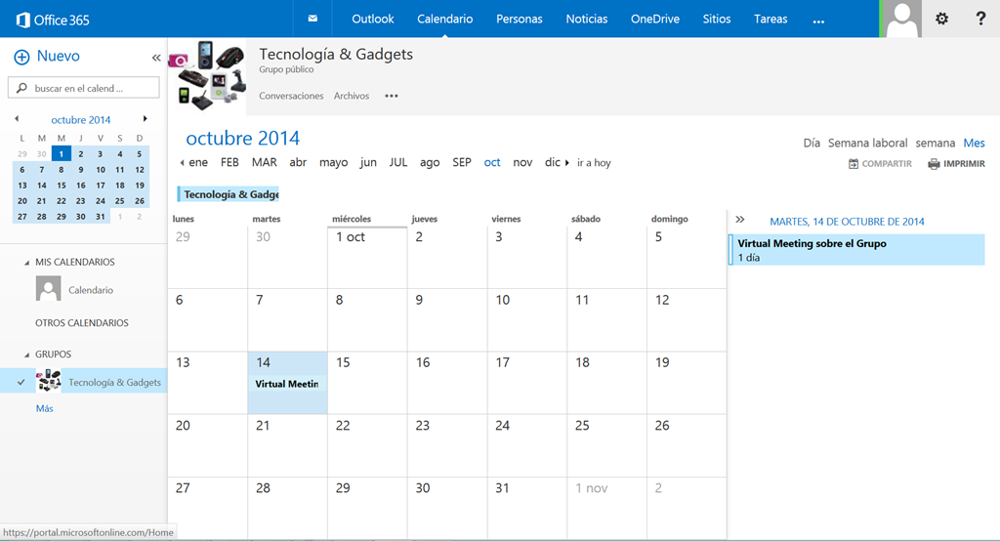 Office 365
Outlook Calendario Personas Noticias OneDrive Sitios Tareas ... ?
Nuevo «
buscar en el calend ...
octubre 2014
L M M J V S D
29 30 1 2 3 4 5
6 7 8 9 10 11 12
13 14 15 16 17 18 19
20 21 22 23 24 25 26
27 28 29 30 31 1 2
MIS CALENDARIOS
Calendario
OTROS CALENDARIOS
GRUPOS
Tecnología & Gadgets
Más
https://portal.microsoftonline.com/Home
Tecnología & Gadgets
Grupo público
Conversaciones Archivos •••
octubre 2014
Día Semana laboral semana Mes
ene FEB MAR abr mayo jun JUL ago SEP oct nov dic ir a hoy
COMPARTIR IMPRIMIR
Tecnología & Gadge
lunes martes miércoles jueves viernes sábado domingo
29 30 1 oct 2 3 4 5
6 7 8 9 10 11 12
13 14 15 16 17 18 19
Virtual Meetin
20 21 22 23 24 25 26
27 28 29 30 31 1 nov 2
» MARTES, 14 DE OCTUBRE DE 2014
Virtual Meeting sobre el Grupo
1 día